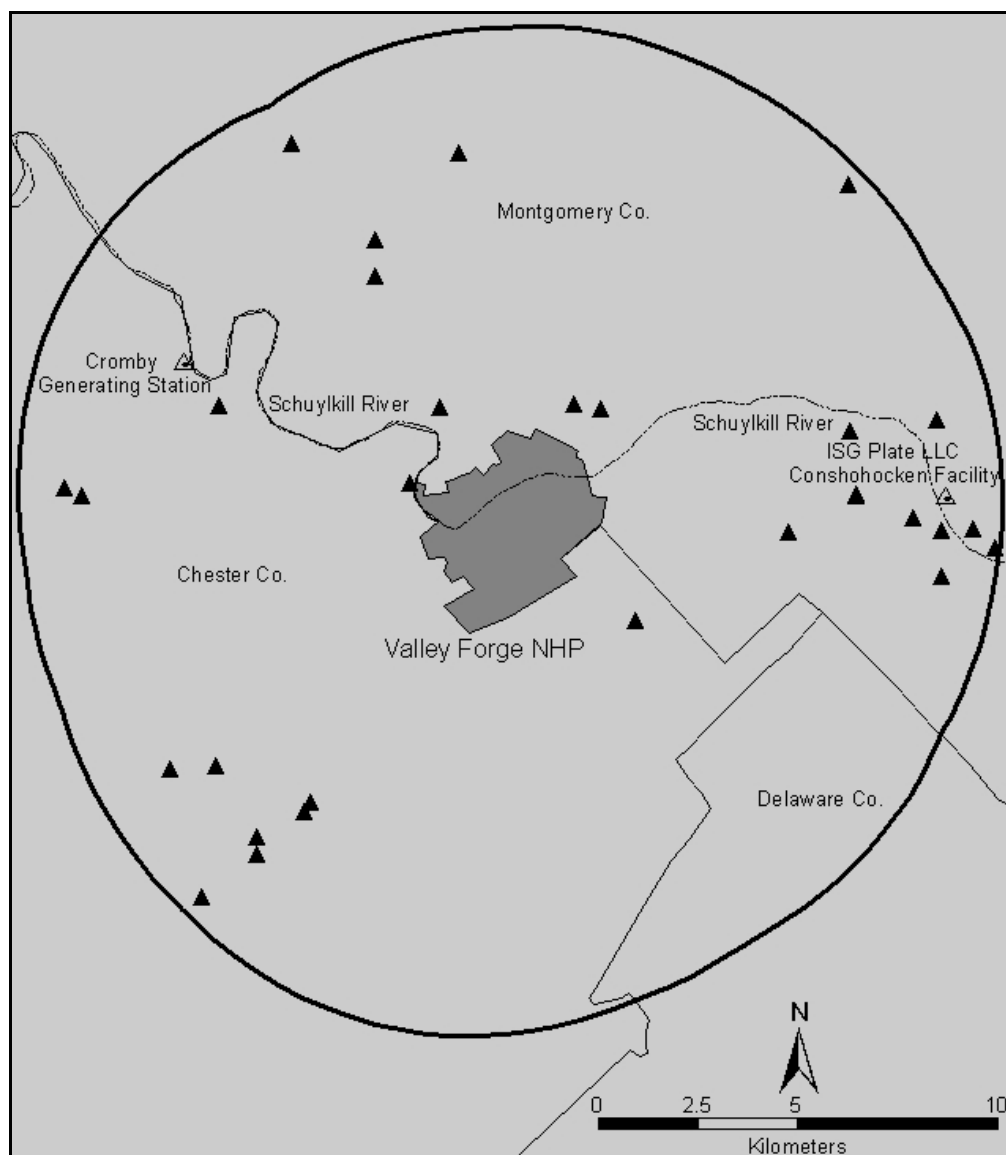 Montgomery Co.
Cromby
Generating Station
Schuylkill River
Schuylkill River
ISG Plate LLC
Conshohocken Facility
Chester Co.
Valley Forge NHP
Delaware Co.
N
0 2.5 5 10
Kilometers